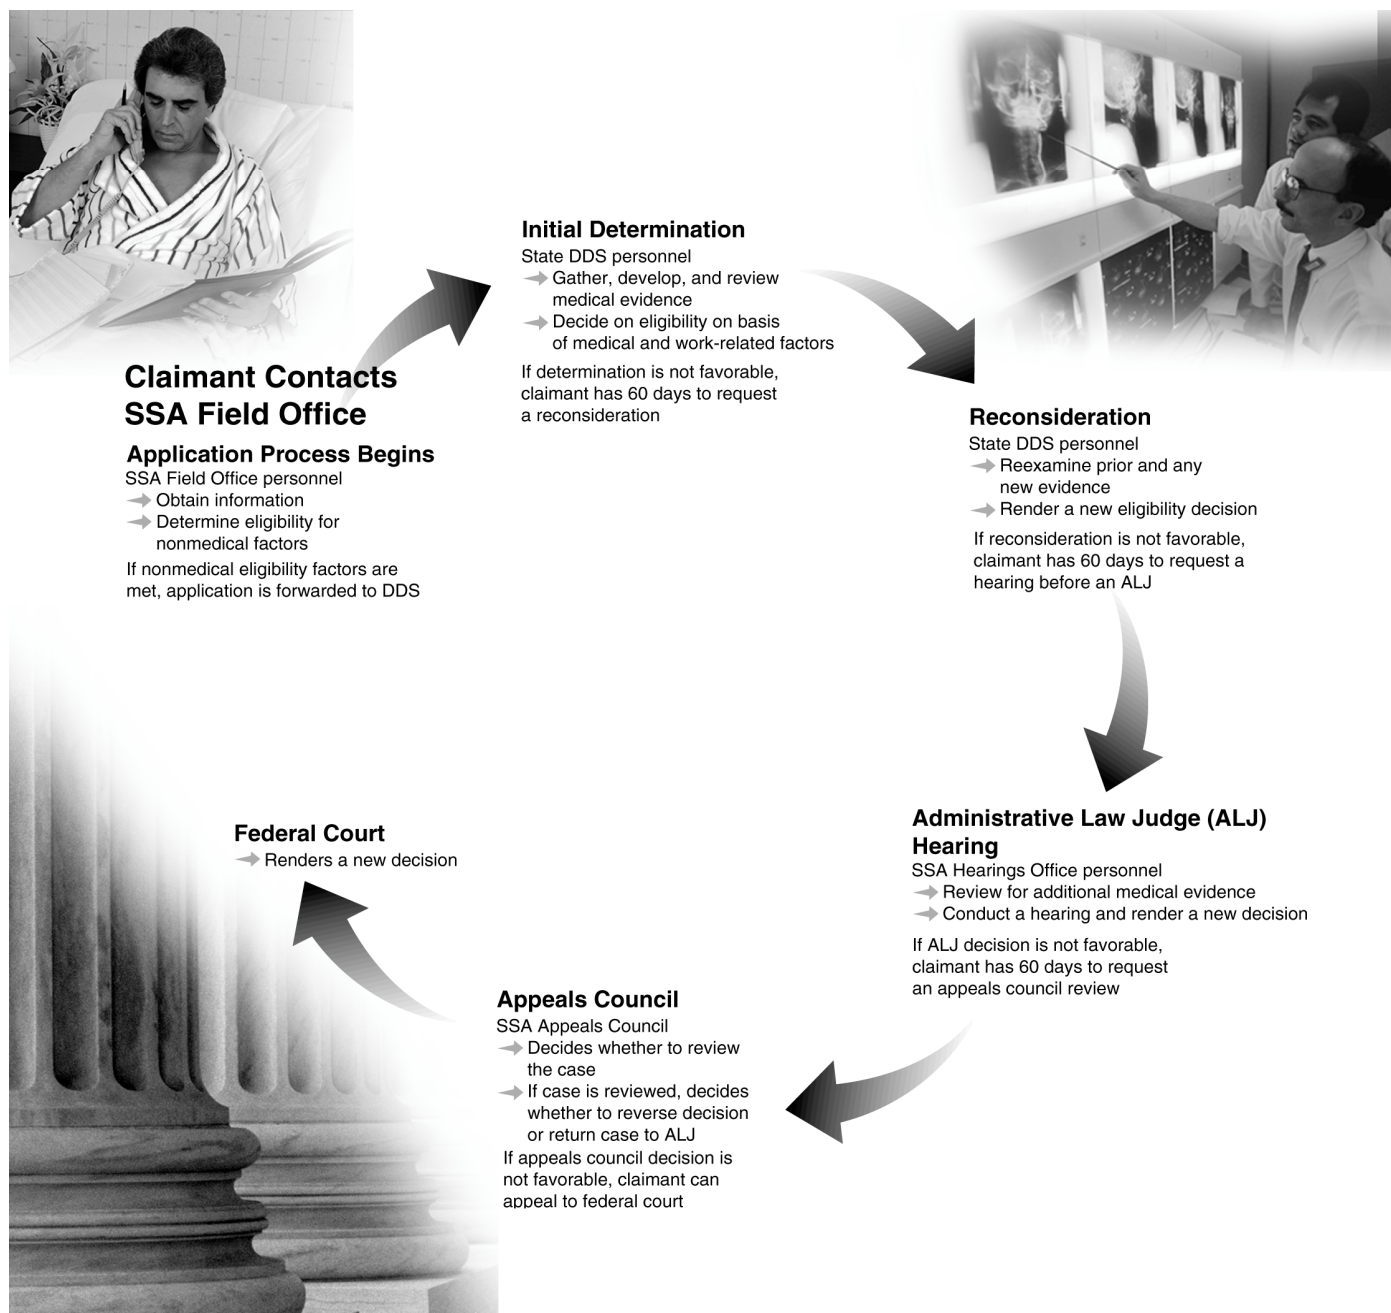 Claimant Contacts
SSA Field Office
Application Process Begins
SSA Field Office personnel
Obtain information
Determine eligibility for
nonmedical factors
If nonmedical eligibility factors are
met, application is forwarded to DDS
Initial Determination
State DDS personnel
Gather, develop, and review
medical evidence
Decide on eligibility on basis
of medical and work-related factors
If determination is not favorable,
claimant has 60 days to request
a reconsideration
Reconsideration
State DDS personnel
Reexamine prior and any
new evidence
Render a new eligibility decision
If reconsideration is not favorable,
claimant has 60 days to request a
hearing before an ALJ
Administrative Law Judge (ALJ)
Hearing
SSA Hearings Office personnel
Review for additional medical evidence
Conduct a hearing and render a new decision
If ALJ decision is not favorable,
claimant has 60 days to request
an appeals council review
Appeals Council
SSA Appeals Council
Decides whether to review
the case
If case is reviewed, decides
whether to reverse decision
or return case to ALJ
If appeals council decision is
not favorable, claimant can
appeal to federal court
Federal Court
Renders a new decision